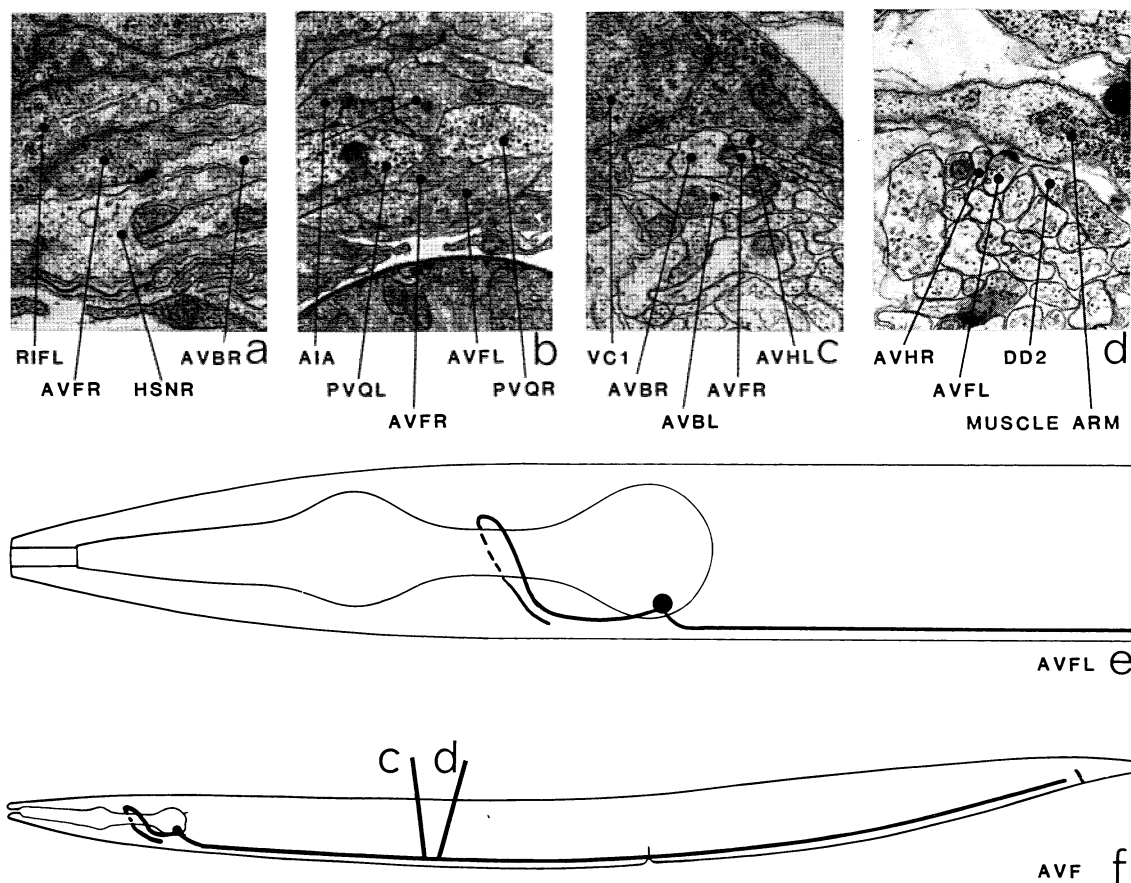 RIFL
AVBR
a
AVFR
HSNR
AIA
AVFL
b
PVQL
PVQR
AVFR
VC1
AVHL
c
AVBR
AVFR
AVBL
AVHR
DD2
d
AVFL
MUSCLE ARM
AVFL e
c d
AVF f